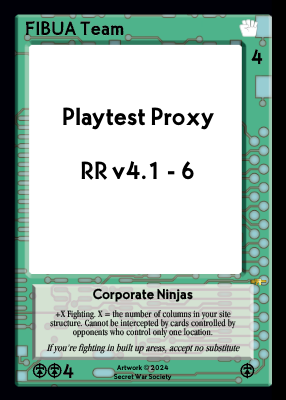 FIBUA Team
4
Playtest Proxy
RR v4.1 - 6
Corporate Ninjas
+X Fighting. X = the number of columns in your site
structure. Cannot be intercepted by cards controlled by
opponents who control only one location.
If you're fighting in built up areas, accept no substitute
4
Artwork © 2024
Secret War Society